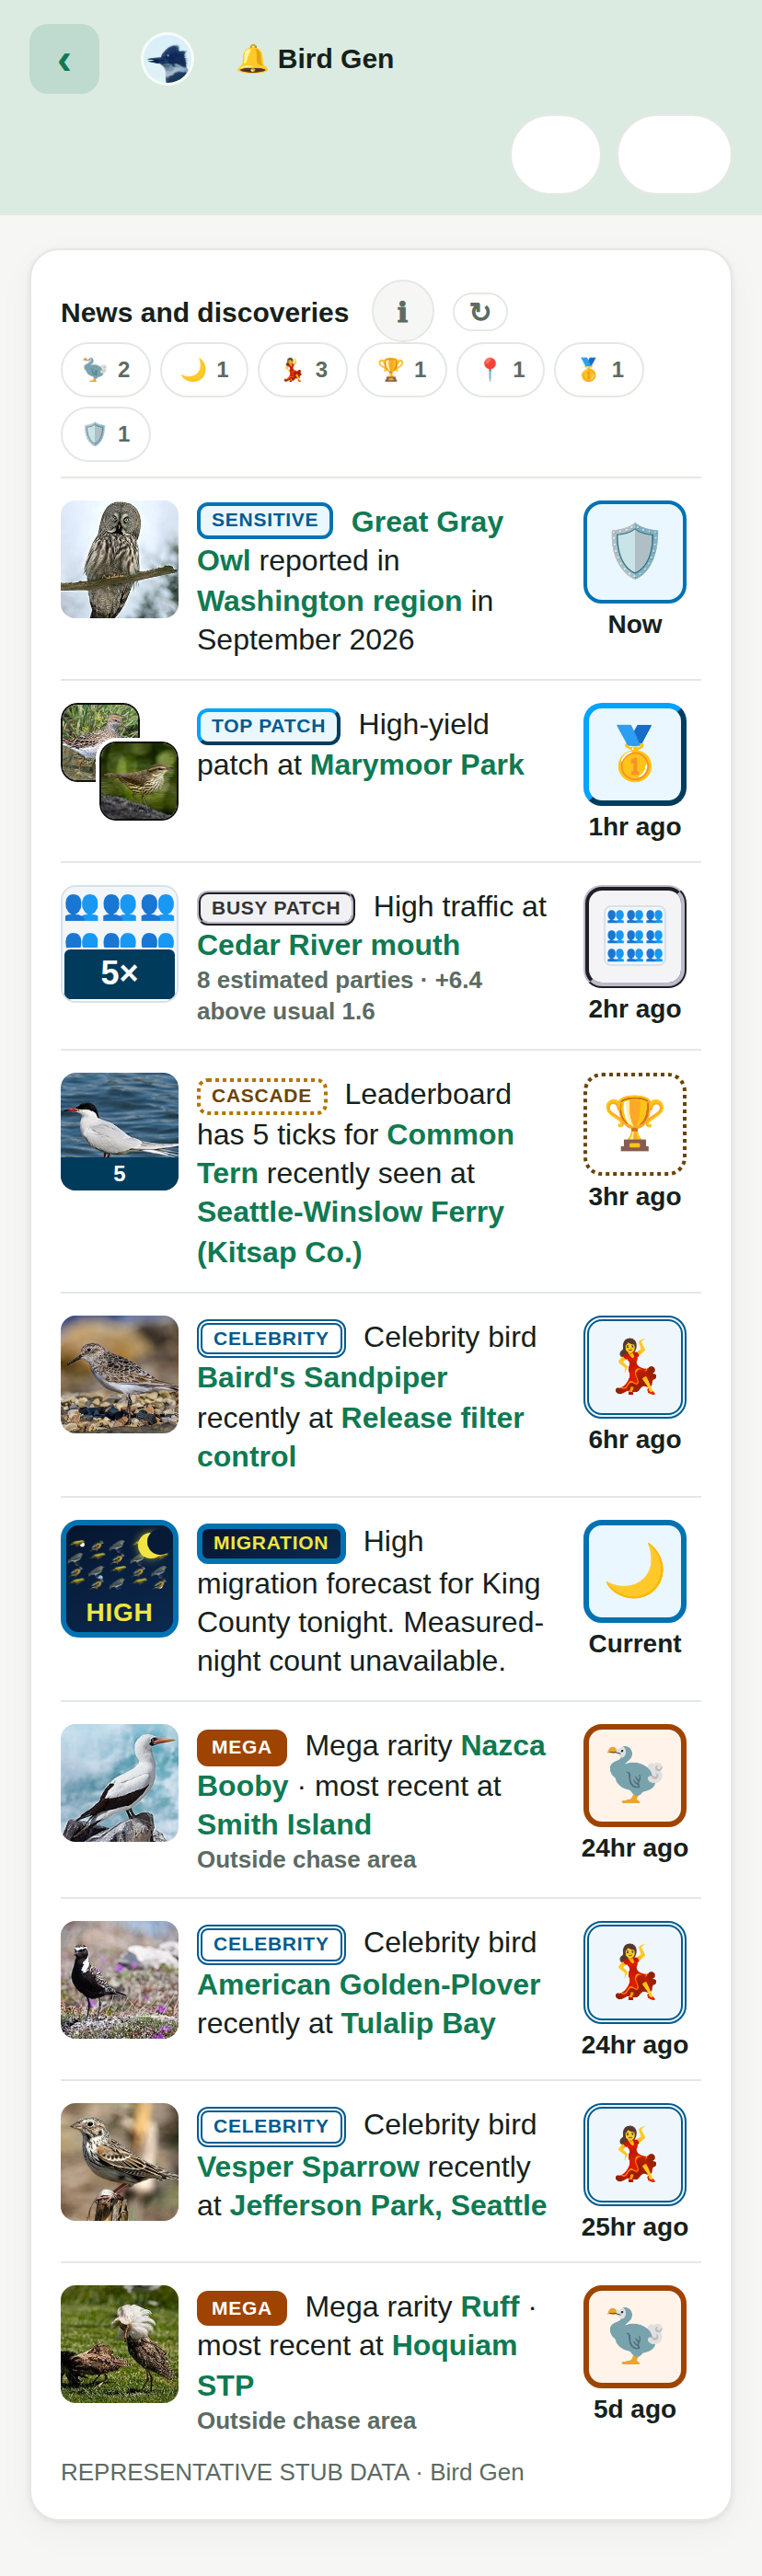 ‹ 🔔 Bird Gen
News and discoveries ℹ ↻
🦤 2 🌙 1 💃 3 🏆 1 📍 1 🥇 1
🛡️ 1
SENSITIVE Great Gray
Owl reported in
Washington region in
September 2026
Now
TOP PATCH High-yield
patch at Marymoor Park
1hr ago
5×
BUSY PATCH High traffic at
Cedar River mouth
8 estimated parties · +6.4
above usual 1.6
2hr ago
5
CASCADE Leaderboard
has 5 ticks for Common
Tern recently seen at
Seattle-Winslow Ferry
(Kitsap Co.)
3hr ago
CELEBRITY Celebrity bird
Baird's Sandpiper
recently at Release filter
control
6hr ago
HIGH
MIGRATION High
migration forecast for King
County tonight. Measured-
night count unavailable.
Current
MEGA Mega rarity Nazca
Booby · most recent at
Smith Island
Outside chase area
24hr ago
CELEBRITY Celebrity bird
American Golden-Plover
recently at Tulalip Bay
24hr ago
CELEBRITY Celebrity bird
Vesper Sparrow recently
at Jefferson Park, Seattle
25hr ago
MEGA Mega rarity Ruff ·
most recent at Hoquiam
STP
Outside chase area
5d ago
REPRESENTATIVE STUB DATA · Bird Gen